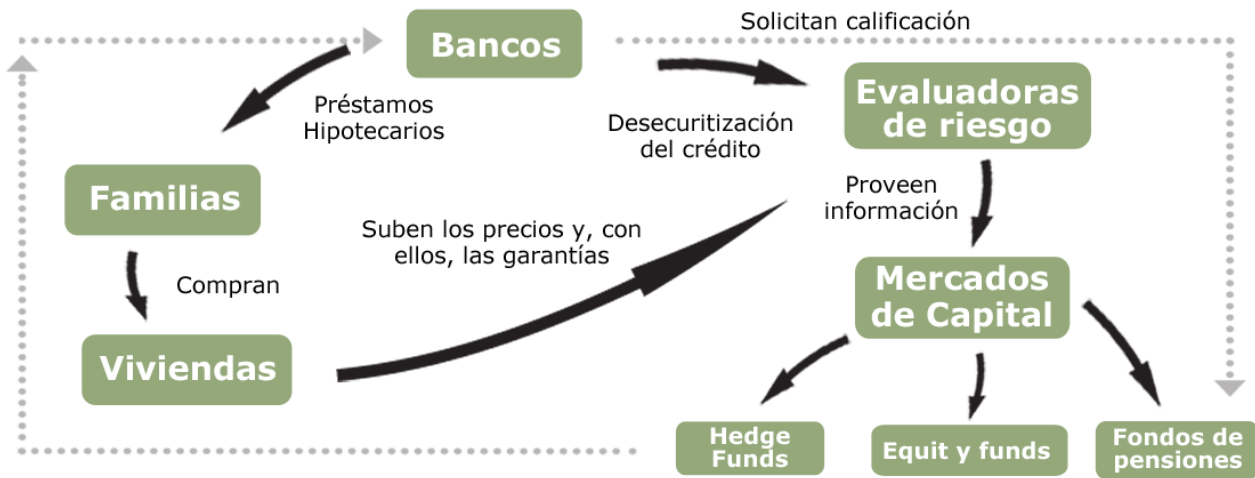 Solicitan calificación
Bancos
Préstamos
Hipotecarios
Desecuritización
del crédito
Evaluadoras
de riesgo
Familias
Proveen
información
Suben los precios y, con
ellos, las garantías
Compran
Mercados
de Capital
Viviendas
Hedge
Funds
Equit y funds
Fondos de
pensiones